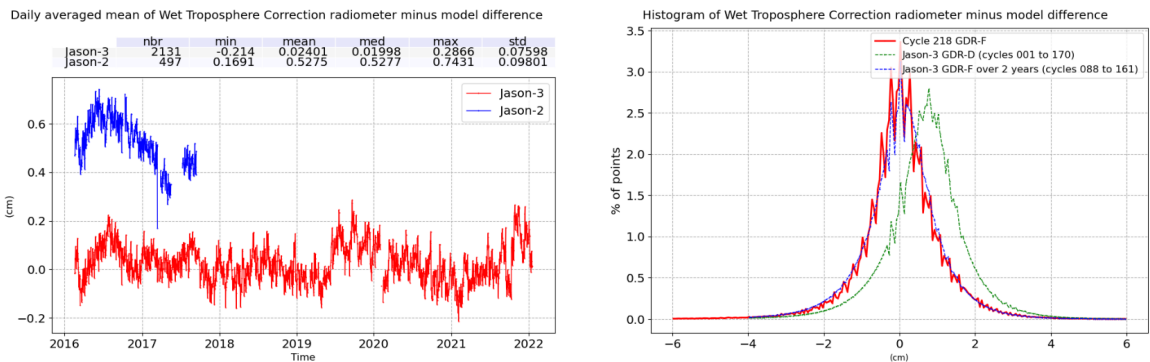 Daily averaged mean of Wet Troposphere Correction radiometer minus model difference
nbr min mean med max std
Jason-3 2131 -0.214 0.02401 0.01998 0.2866 0.07598
Jason-2 497 0.1691 0.5275 0.5277 0.7431 0.09801
Jason-3
Jason-2
0.6
0.4
0.2
0.0
−0.2
(cm)
2016 2017 2018 2019 2020 2021 2022
Time
Histogram of Wet Troposphere Correction radiometer minus model difference
Cycle 218 GDR-F
Jason-3 GDR-D (cycles 001 to 170)
Jason-3 GDR-F over 2 years (cycles 088 to 161)
3.5
3.0
2.5
2.0
1.5
1.0
0.5
0.0
% of points
−6 −4 −2 0 2 4 6
(cm)